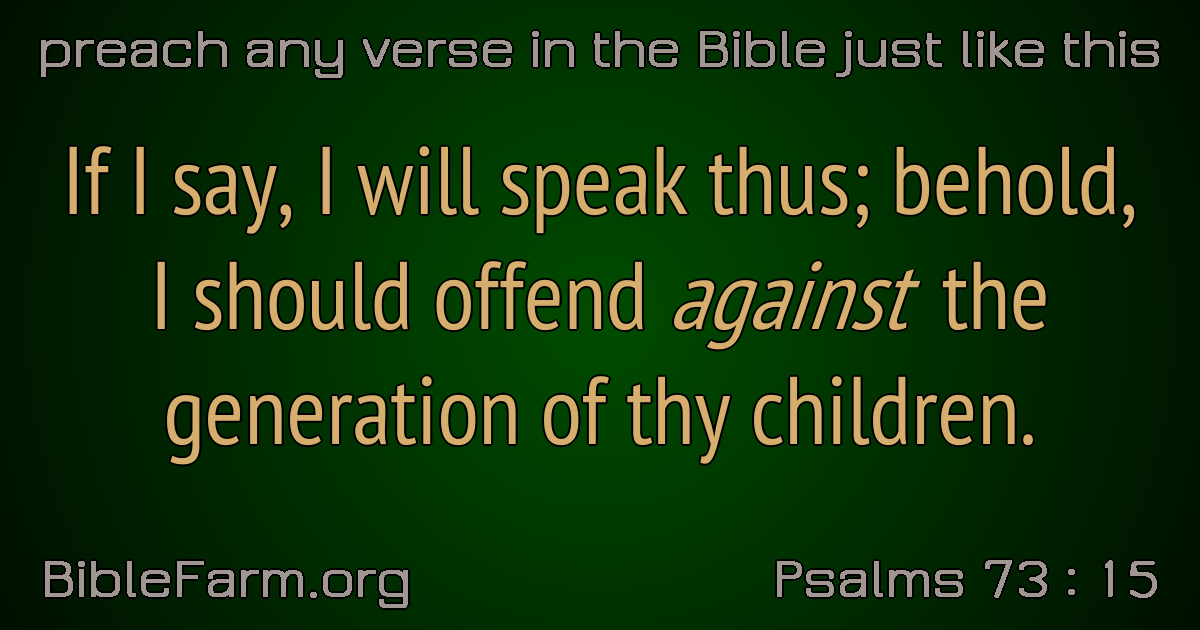 preach any verse in the Bible just like this
If I say, I will speak thus; behold,
I should offend against the
generation of thy children.
BibleFarm.org
Psalms 73 : 15